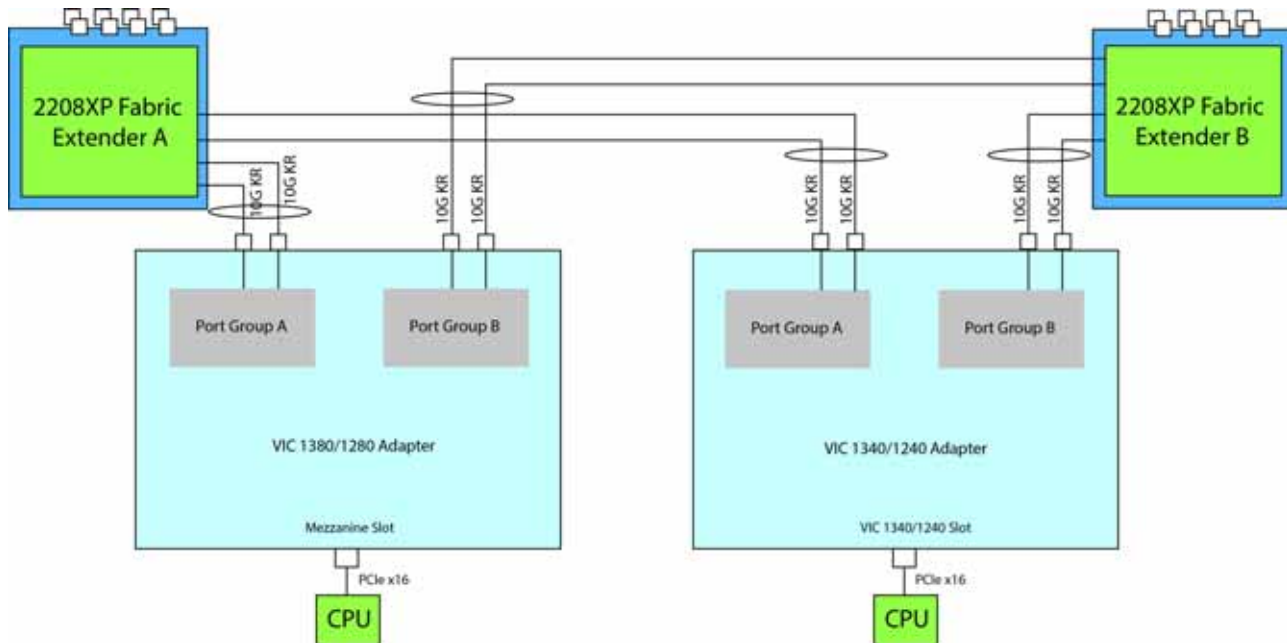 2208XP Fabric
Extender A
2208XP Fabric
Extender B
10G KR
10G KR
10G KR
10G KR
10G KR
10G KR
10G KR
10G KR
Port Group A
Port Group B
Port Group A
Port Group B
VIC 1380/1280 Adapter
VIC 1340/1240 Adapter
Mezzanine Slot
VIC 1340/1240 Slot
PCIe x16
PCIe x16
CPU
CPU